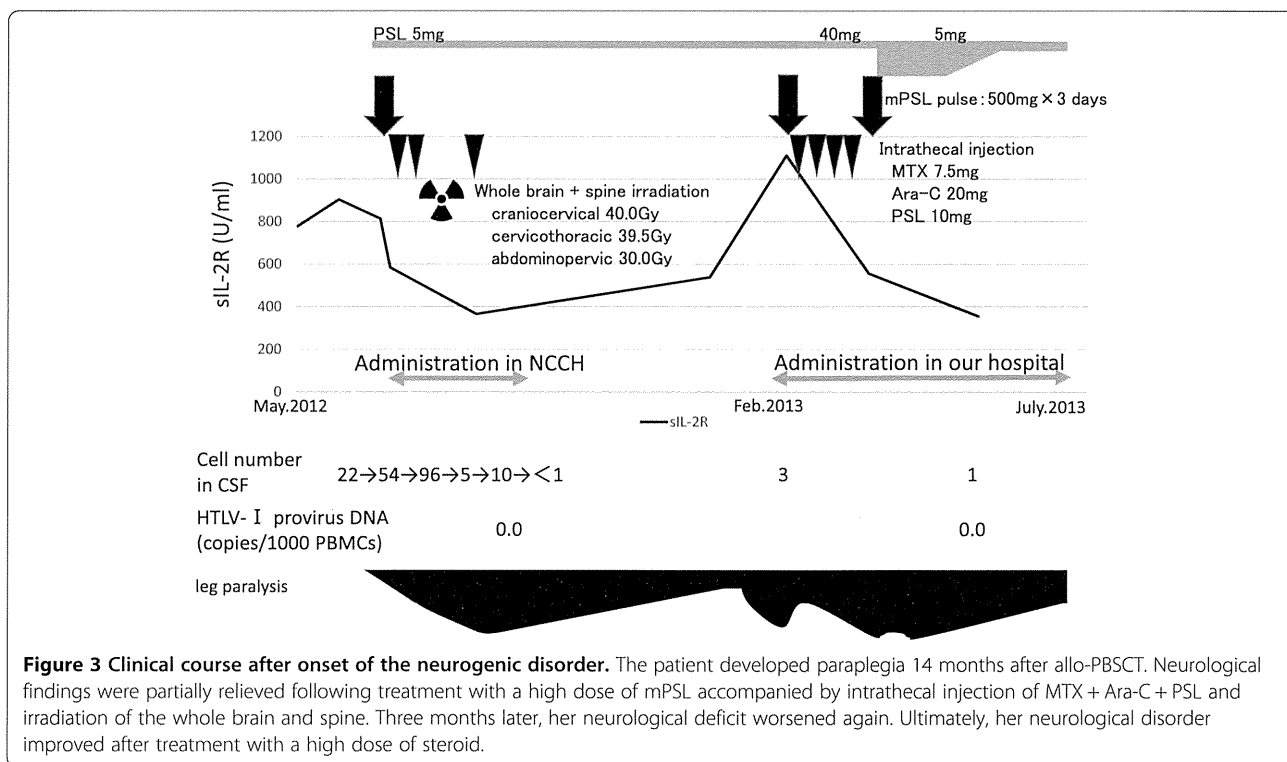 PSL 5mg 40mg 5mg
mPSL pulse:500mg×3 days
1200
1000
800
600
400
200
0
sIL-2R (U/ml)
Whole brain + spine irradiation
craniocervical 40.0Gy
cervicothoracic 39.5Gy
abdominopervic 30.0Gy
Intrathecal injection
MTX 7.5mg
Ara-C 20mg
PSL 10mg
Administration in NCCH
Administration in our hospital
May.2012 Feb.2013 July.2013
sIL-2R
Cell number
in CSF
22→54→96→5→10→<1 3 1
HTLV-Ⅰ provirus DNA
(copies/1000 PBMCs)
0.0 0.0
leg paralysis
Figure 3 Clinical course after onset of the neurogenic disorder. The patient developed paraplegia 14 months after allo-PBSCT. Neurological
findings were partially relieved following treatment with a high dose of mPSL accompanied by intrathecal injection of MTX + Ara-C + PSL and
irradiation of the whole brain and spine. Three months later, her neurological deficit worsened again. Ultimately, her neurological disorder
improved after treatment with a high dose of steroid.